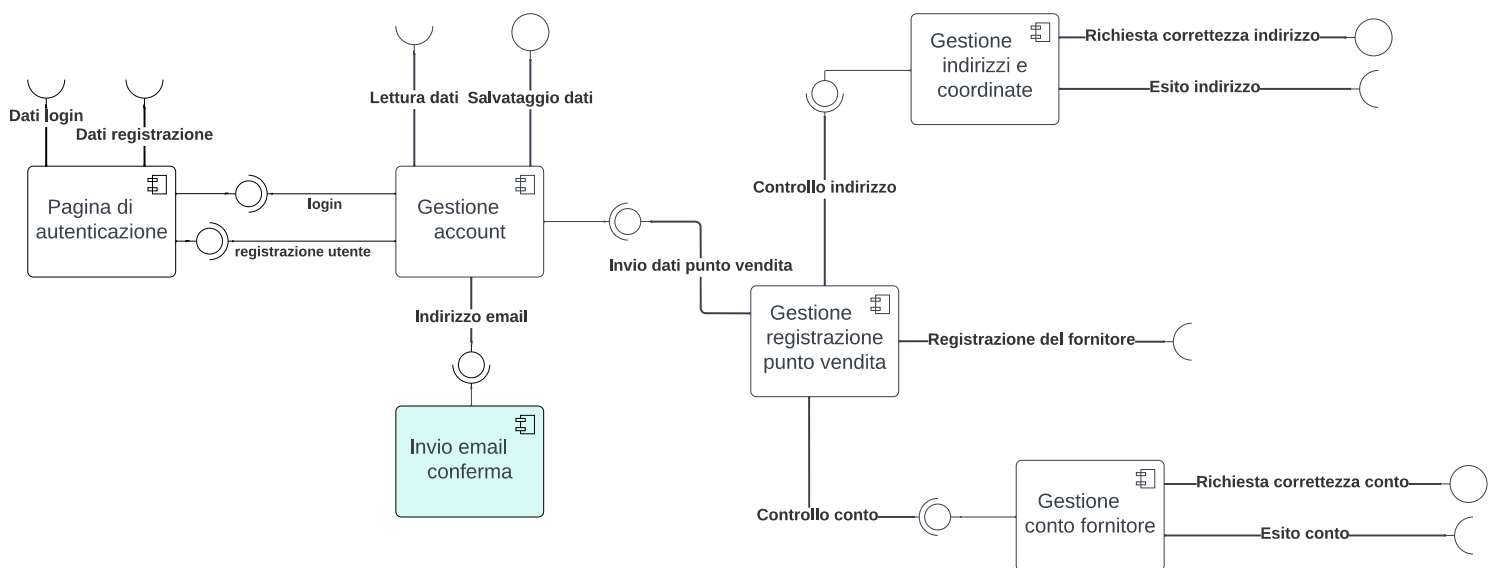 Gestione
indirizzi e
coordinate
Richiesta correttezza indirizzo
Esito indirizzo
Lettura dati
Salvataggio dati
Dati login
Dati registrazione
Pagina di
autenticazione
login
registrazione utente
Gestione
account
Controllo indirizzo
Invio dati punto vendita
Indirizzo email
Gestione
registrazione
punto vendita
Registrazione del fornitore
Invio email
conferma
Controllo conto
Gestione
conto fornitore
Richiesta correttezza conto
Esito conto